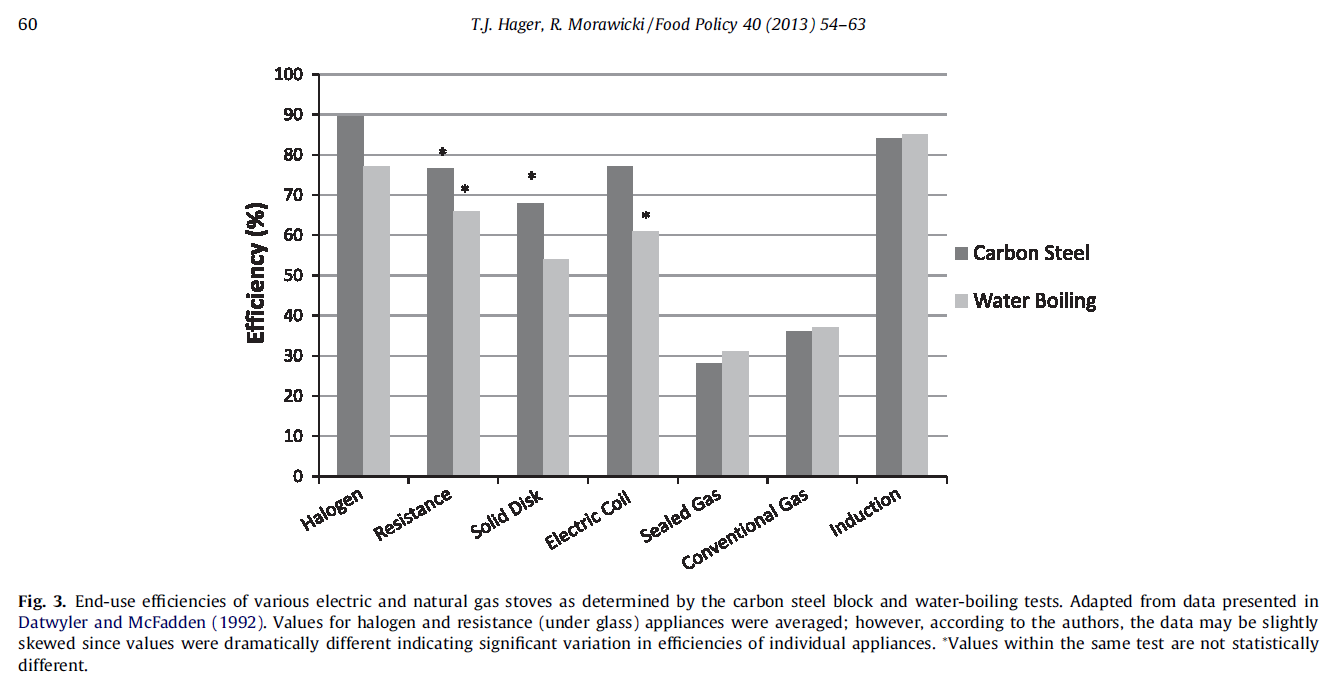 60
T.J. Hager, R. Morawicki / Food Policy 40 (2013) 54–63
100
90
80
70
60
50
40
30
20
10
0
Efficiency (%)
*
*
*
*
Carbon Steel
Water Boiling
Halogen
Resistance
Solid Disk
Electric Coil
Sealed Gas
Conventional Gas
Induction
Fig. 3. End-use efficiencies of various electric and natural gas stoves as determined by the carbon steel block and water-boiling tests. Adapted from data presented in
Datwyler and McFadden (1992). Values for halogen and resistance (under glass) appliances were averaged; however, according to the authors, the data may be slightly
skewed since values were dramatically different indicating significant variation in efficiencies of individual appliances. *Values within the same test are not statistically
different.